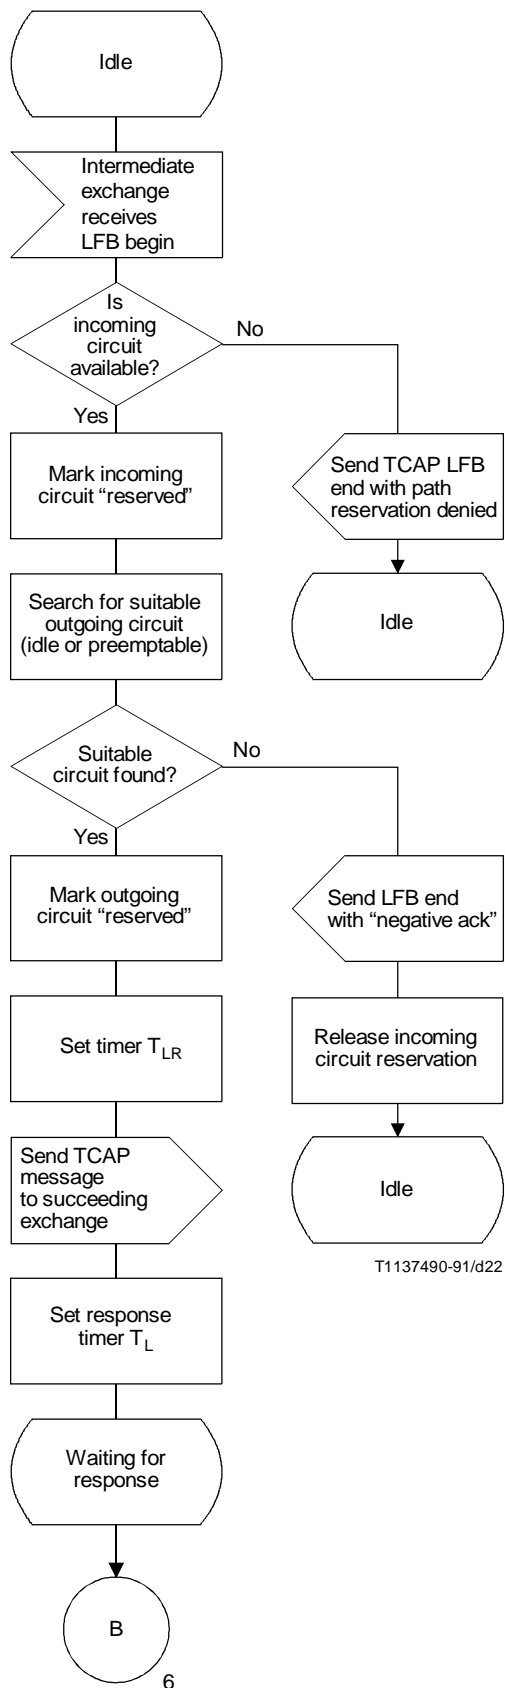 Idle
Intermediate
exchange
receives
LFB begin
Is
incoming
circuit
available?
No
Yes
Mark incoming
circuit “reserved”
Send TCAP LFB
end with path
reservation denied
Search for suitable
outgoing circuit
(idle or preemptable)
Idle
Suitable
circuit found?
No
Yes
Mark outgoing
circuit “reserved”
Send LFB end
with “negative ack”
Set timer TLR
Release incoming
circuit reservation
Send TCAP
message
to succeeding
exchange
Idle
T1137490-91/d22
Set response
timer TL
Waiting for
response
B
6